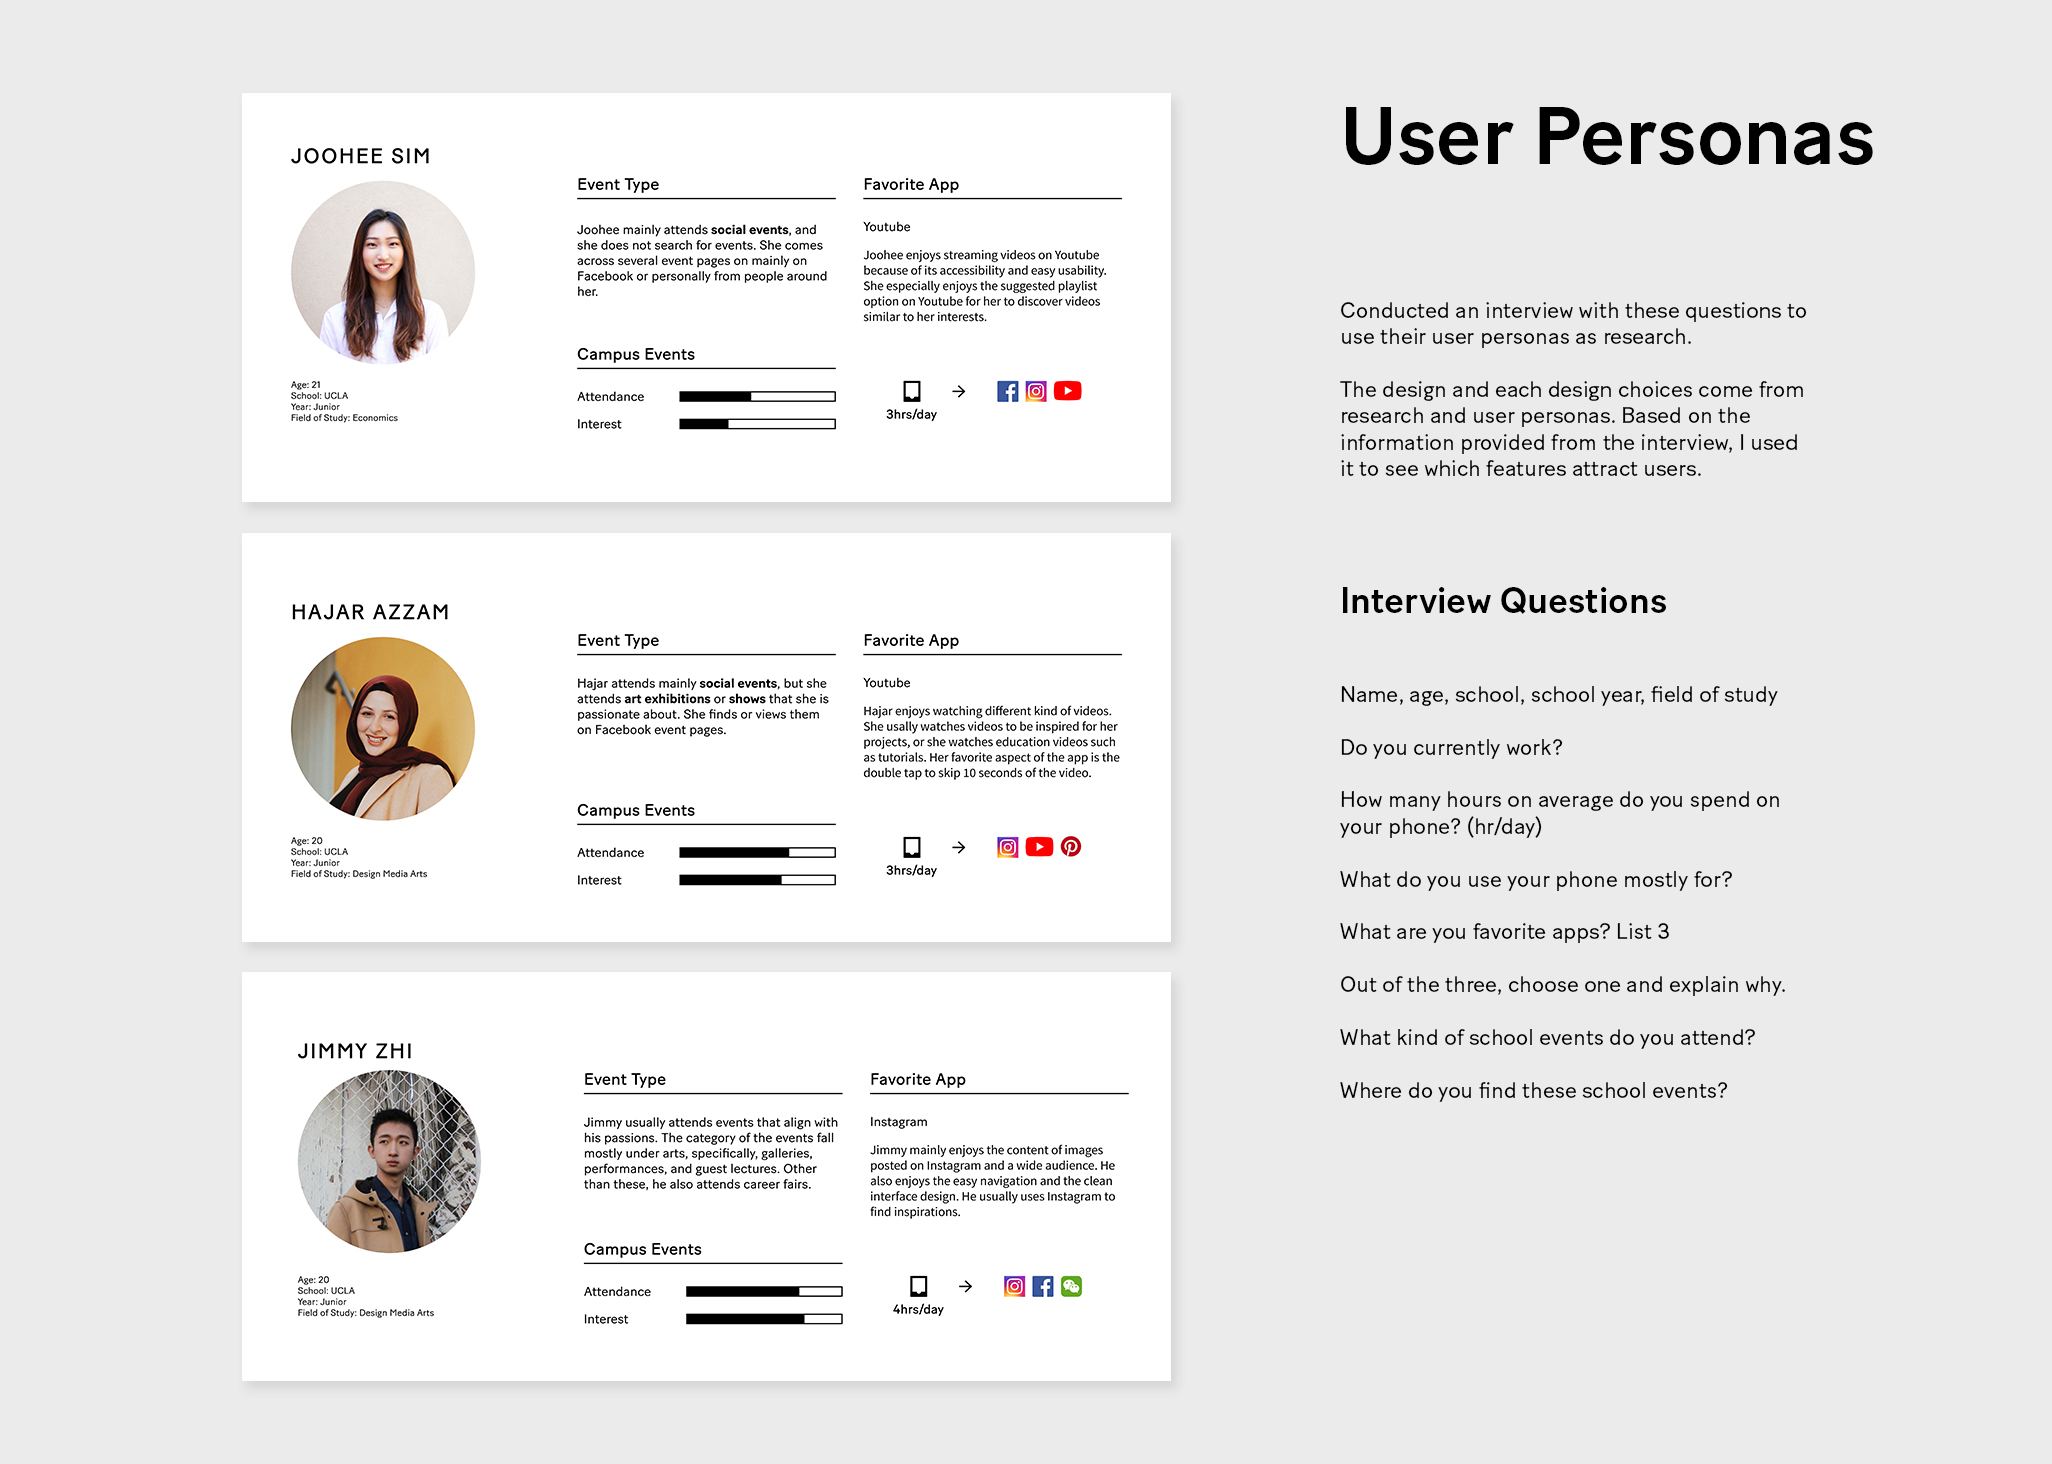 JOOHEE SIM
Age: 21
School: UCLA
Year: Junior
Field of Study: Economics
Event Type
Joohee mainly attends social events, and
she does not search for events. She comes
across several event pages on mainly on
Facebook or personally from people around
her.
Campus Events
Attendance
Interest
Favorite App
Youtube
Joohee enjoys streaming videos on Youtube
because of its accessibility and easy usability.
She especially enjoys the suggested playlist
option on Youtube for her to discover videos
similar to her interests.
3hrs/day
HAJAR AZZAM
Age: 20
School: UCLA
Year: Junior
Field of Study: Design Media Arts
Event Type
Hajar attends mainly social events, but she
attends art exhibitions or shows that she is
passionate about. She finds or views them
on Facebook event pages.
Campus Events
Attendance
Interest
Favorite App
Youtube
Hajar enjoys watching different kind of videos.
She usally watches videos to be inspired for her
projects, or she watches education videos such
as tutorials. Her favorite aspect of the app is the
double tap to skip 10 seconds of the video.
3hrs/day
JIMMY ZHI
Age: 20
School: UCLA
Year: Junior
Field of Study: Design Media Arts
Event Type
Jimmy usually attends events that align with
his passions. The category of the events fall
mostly under arts, specifically, galleries,
performances, and guest lectures. Other
than these, he also attends career fairs.
Campus Events
Attendance
Interest
Favorite App
Instagram
Jimmy mainly enjoys the content of images
posted on Instagram and a wide audience. He
also enjoys the easy navigation and the clean
interface design. He usually uses Instagram to
find inspirations.
4hrs/day
User Personas
Conducted an interview with these questions to
use their user personas as research.
The design and each design choices come from
research and user personas. Based on the
information provided from the interview, I used
it to see which features attract users.
Interview Questions
Name, age, school, school year, field of study
Do you currently work?
How many hours on average do you spend on
your phone? (hr/day)
What do you use your phone mostly for?
What are you favorite apps? List 3
Out of the three, choose one and explain why.
What kind of school events do you attend?
Where do you find these school events?